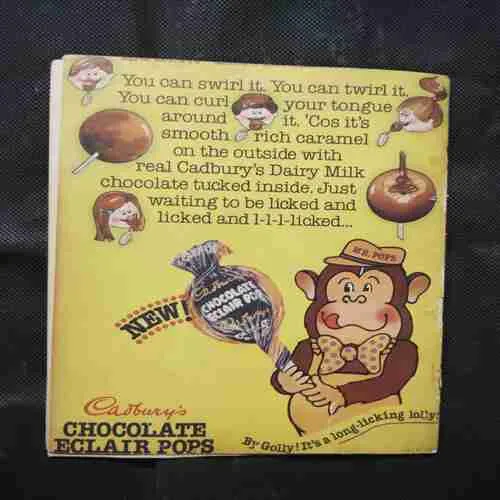 You can swirl it. You can twirl it.
You can curl your tongue
around it. 'Cos it's
smooth rich caramel
on the outside with
real Cadbury's Dairy Milk
chocolate tucked inside. Just
waiting to be licked and
licked and l-l-l-licked...
MR. POPS
NEW!
CHOCOLATE
ECLAIR POP
Cadbury's
CHOCOLATE
ECLAIR POPS
By Golly! It's a long-licking lolly!